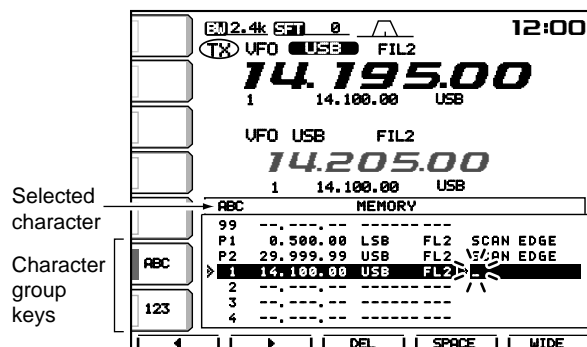 BW 2.4k SFT 0 12:00
TX VFO USB FIL2
14.195.00
1 14.100.00 USB
VFO USB FIL2
14.205.00
1 14.100.00 USB
Selected character
ABC MEMORY
99 --.---.-- ------
P1 0.500.00 LSB FL2 SCAN EDGE
P2 29.999.99 USB FL2 SCAN EDGE
1 14.100.00 USB FL2 _
2 --.---.-- ------
3 --.---.-- ------
4 --.---.-- ------
Character group keys
ABC
123
DEL SPACE WIDE